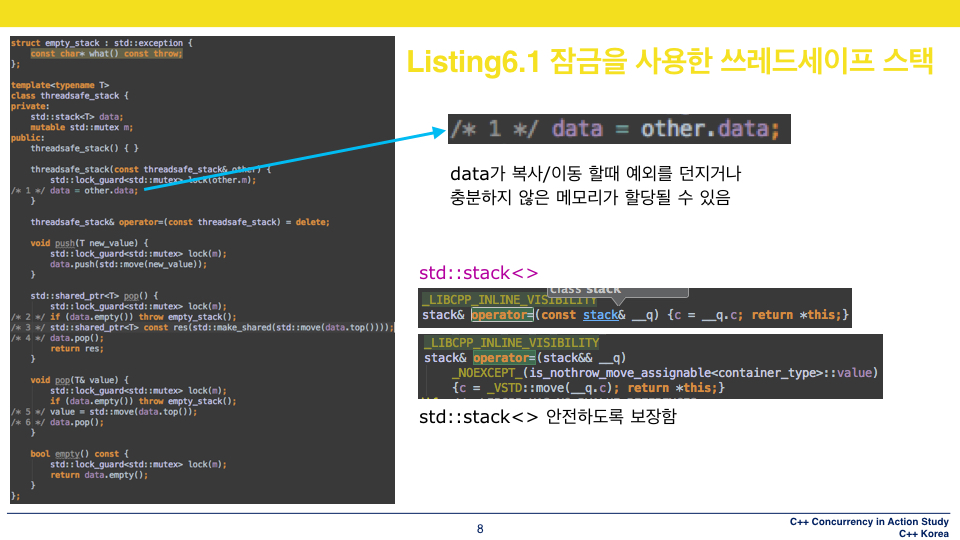 Listing6.1 잠금을 사용한 쓰레드세이프 스택
struct empty_stack : std::exception {
const char* what() const throw;
};
template<typename T>
class threadsafe_stack {
private:
std::stack<T> data;
mutable std::mutex m;
public:
threadsafe_stack() { }
threadsafe_stack(const threadsafe_stack& other) {
std::lock_guard<std::mutex> lock(other.m);
/* 1 */ data = other.data;
}
threadsafe_stack& operator=(const threadsafe_stack) = delete;
void push(T new_value) {
std::lock_guard<std::mutex> lock(m);
data.push(std::move(new_value));
}
std::shared_ptr<T> pop() {
std::lock_guard<std::mutex> lock(m);
/* 2 */ if (data.empty()) throw empty_stack();
/* 3 */ std::shared_ptr<T> const res(std::make_shared(std::move(data.top())));
/* 4 */ data.pop();
return res;
}
void pop(T& value) {
std::lock_guard<std::mutex> lock(m);
if (data.empty()) throw empty_stack();
/* 5 */ value = std::move(data.top());
/* 6 */ data.pop();
}
bool empty() const {
std::lock_guard<std::mutex> lock(m);
return data.empty();
}
};
/* 1 */ data = other.data;
data가 복사/이동 할때 예외를 던지거나
충분하지 않은 메모리가 할당될 수 있음
std::stack<>
class stack
_LIBCPP_INLINE_VISIBILITY
stack& operator=(const stack& __q) {c = __q.c; return *this;}
_LIBCPP_INLINE_VISIBILITY
stack& operator=(stack&& __q)
_NOEXCEPT_(is_nothrow_move_assignable<container_type>::value)
{c = _VSTD::move(__q.c); return *this;}
std::stack<> 안전하도록 보장함
8
C++ Concurrency in Action Study
C++ Korea